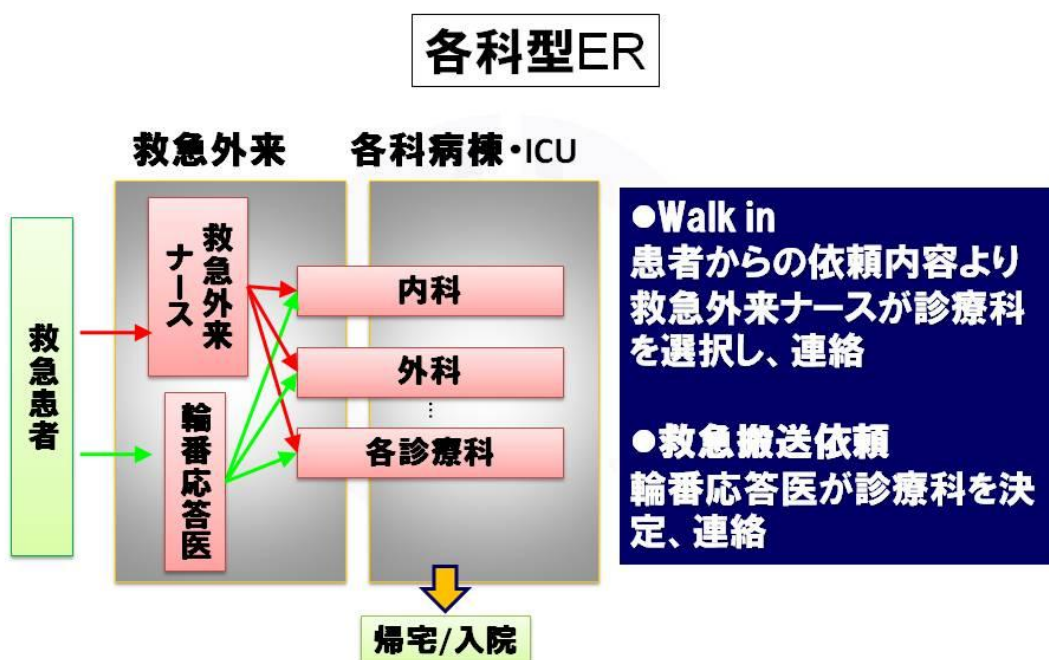 各科型ER
救急外来
各科病棟・ICU
救急患者
救急外来
ナース
輪番応答医
内科
外科
…
各診療科
帰宅/入院
●Walk in
患者からの依頼内容より
救急外来ナースが診療科
を選択し、連絡
●救急搬送依頼
輪番応答医が診療科を決
定、連絡